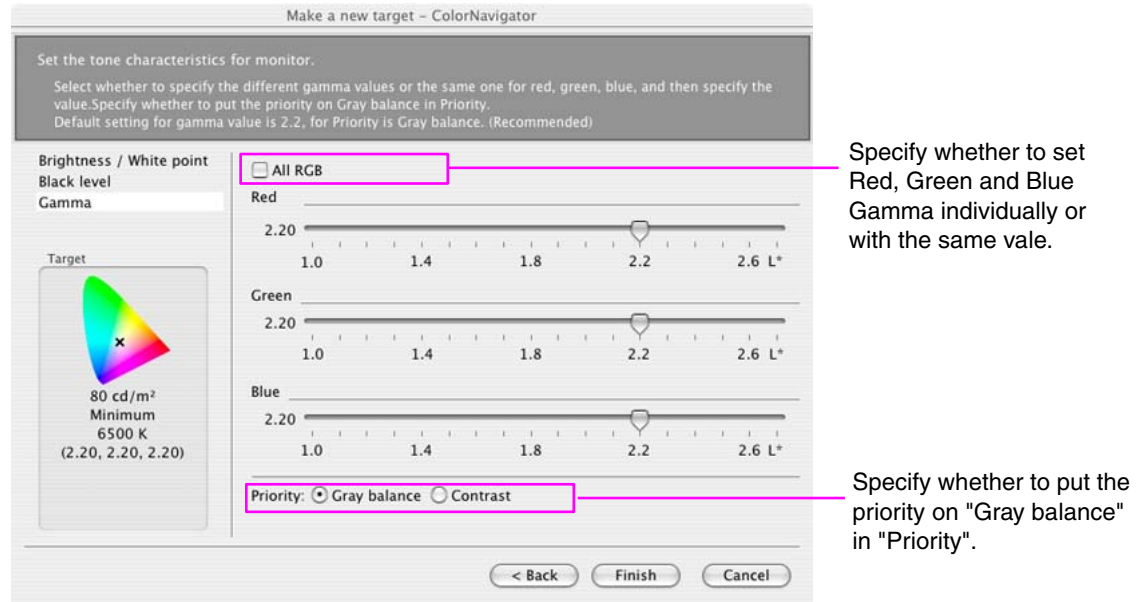 Make a new target – ColorNavigator
Set the tone characteristics for monitor.
Select whether to specify the different gamma values or the same one for red, green, blue, and then specify the
value.Specify whether to put the priority on Gray balance in Priority.
Default setting for gamma value is 2.2, for Priority is Gray balance. (Recommended)
Brightness / White point
Black level
Gamma
Target
80 cd/m²
Minimum
6500 K
(2.20, 2.20, 2.20)
All RGB
Red
2.20
1.0 1.4 1.8 2.2 2.6 L*
Green
2.20
1.0 1.4 1.8 2.2 2.6 L*
Blue
2.20
1.0 1.4 1.8 2.2 2.6 L*
Priority: Gray balance Contrast
< Back Finish Cancel
Specify whether to set
Red, Green and Blue
Gamma individually or
with the same vale.
Specify whether to put the
priority on "Gray balance"
in "Priority".